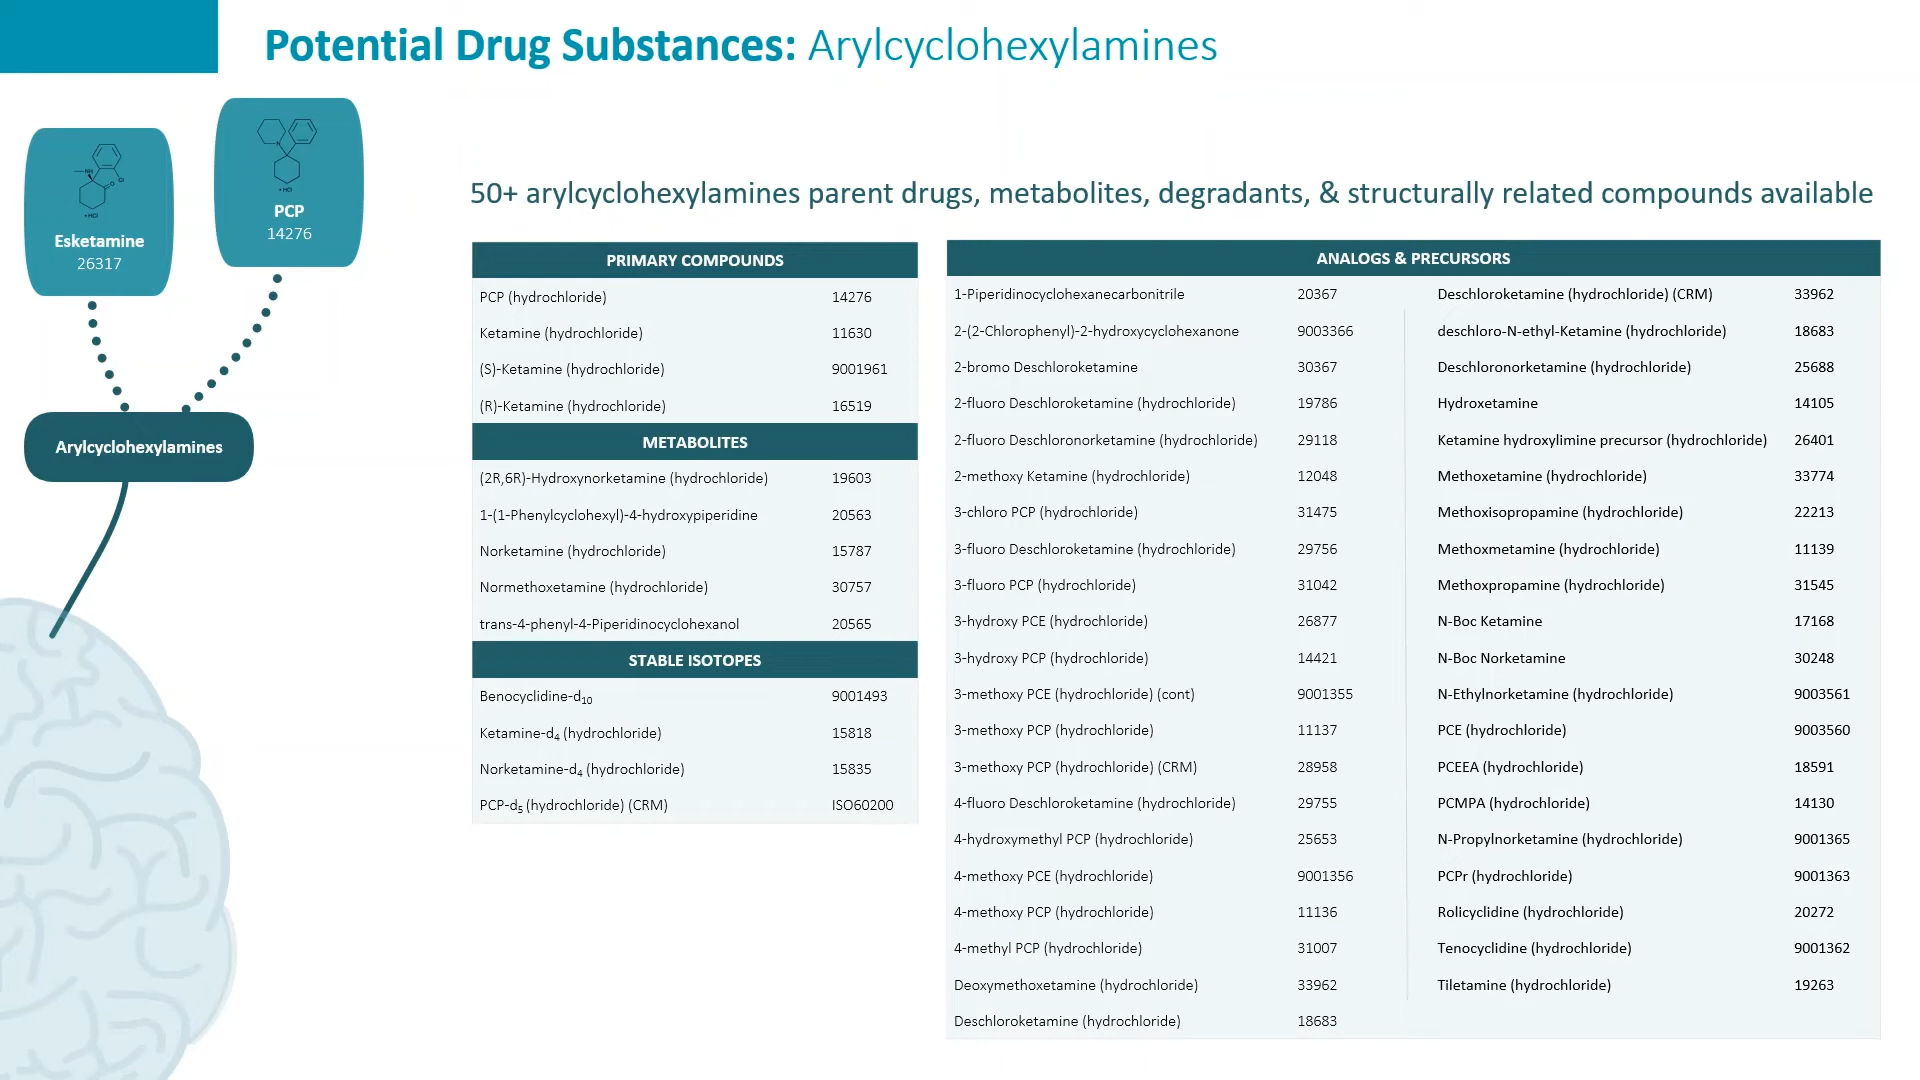 Potential Drug Substances: Arylcyclohexylamines
NH
Cl
O
• HCl
Esketamine
26317
N
• HCl
PCP
14276
Arylcyclohexylamines
50+ arylcyclohexylamines parent drugs, metabolites, degradants, & structurally related compounds available
PRIMARY COMPOUNDS
PCP (hydrochloride) 14276
Ketamine (hydrochloride) 11630
(S)-Ketamine (hydrochloride) 9001961
(R)-Ketamine (hydrochloride) 16519
METABOLITES
(2R,6R)-Hydroxynorketamine (hydrochloride) 19603
1-(1-Phenylcyclohexyl)-4-hydroxypiperidine 20563
Norketamine (hydrochloride) 15787
Normethoxetamine (hydrochloride) 30757
trans-4-phenyl-4-Piperidinocyclohexanol 20565
STABLE ISOTOPES
Benocyclidine-d10 9001493
Ketamine-d4 (hydrochloride) 15818
Norketamine-d4 (hydrochloride) 15835
PCP-d5 (hydrochloride) (CRM) ISO60200
ANALOGS & PRECURSORS
1-Piperidinocyclohexanecarbonitrile 20367
2-(2-Chlorophenyl)-2-hydroxycyclohexanone 9003366
2-bromo Deschloroketamine 30367
2-fluoro Deschloroketamine (hydrochloride) 19786
2-fluoro Deschloronorketamine (hydrochloride) 29118
2-methoxy Ketamine (hydrochloride) 12048
3-chloro PCP (hydrochloride) 31475
3-fluoro Deschloroketamine (hydrochloride) 29756
3-fluoro PCP (hydrochloride) 31042
3-hydroxy PCE (hydrochloride) 26877
3-hydroxy PCP (hydrochloride) 14421
3-methoxy PCE (hydrochloride) (cont) 9001355
3-methoxy PCP (hydrochloride) 11137
3-methoxy PCP (hydrochloride) (CRM) 28958
4-fluoro Deschloroketamine (hydrochloride) 29755
4-hydroxymethyl PCP (hydrochloride) 25653
4-methoxy PCE (hydrochloride) 9001356
4-methoxy PCP (hydrochloride) 11136
4-methyl PCP (hydrochloride) 31007
Deoxymethoxetamine (hydrochloride) 33962
Deschloroketamine (hydrochloride) 18683
Deschloroketamine (hydrochloride) (CRM) 33962
deschloro-N-ethyl-Ketamine (hydrochloride) 18683
Deschloronorketamine (hydrochloride) 25688
Hydroxetamine 14105
Ketamine hydroxylimine precursor (hydrochloride) 26401
Methoxetamine (hydrochloride) 33774
Methoxisopropamine (hydrochloride) 22213
Methoxmetamine (hydrochloride) 11139
Methoxpropamine (hydrochloride) 31545
N-Boc Ketamine 17168
N-Boc Norketamine 30248
N-Ethylnorketamine (hydrochloride) 9003561
PCE (hydrochloride) 9003560
PCEEA (hydrochloride) 18591
PCMPA (hydrochloride) 14130
N-Propylnorketamine (hydrochloride) 9001365
PCPr (hydrochloride) 9001363
Rolicyclidine (hydrochloride) 20272
Tenocyclidine (hydrochloride) 9001362
Tiletamine (hydrochloride) 19263